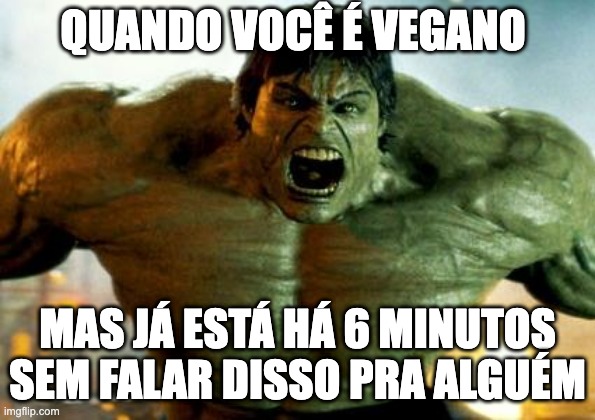 QUANDO VOCÊ É VEGANO
MAS JÁ ESTÁ HÁ 6 MINUTOS
SEM FALAR DISSO PRA ALGUÉM
imgflip.com